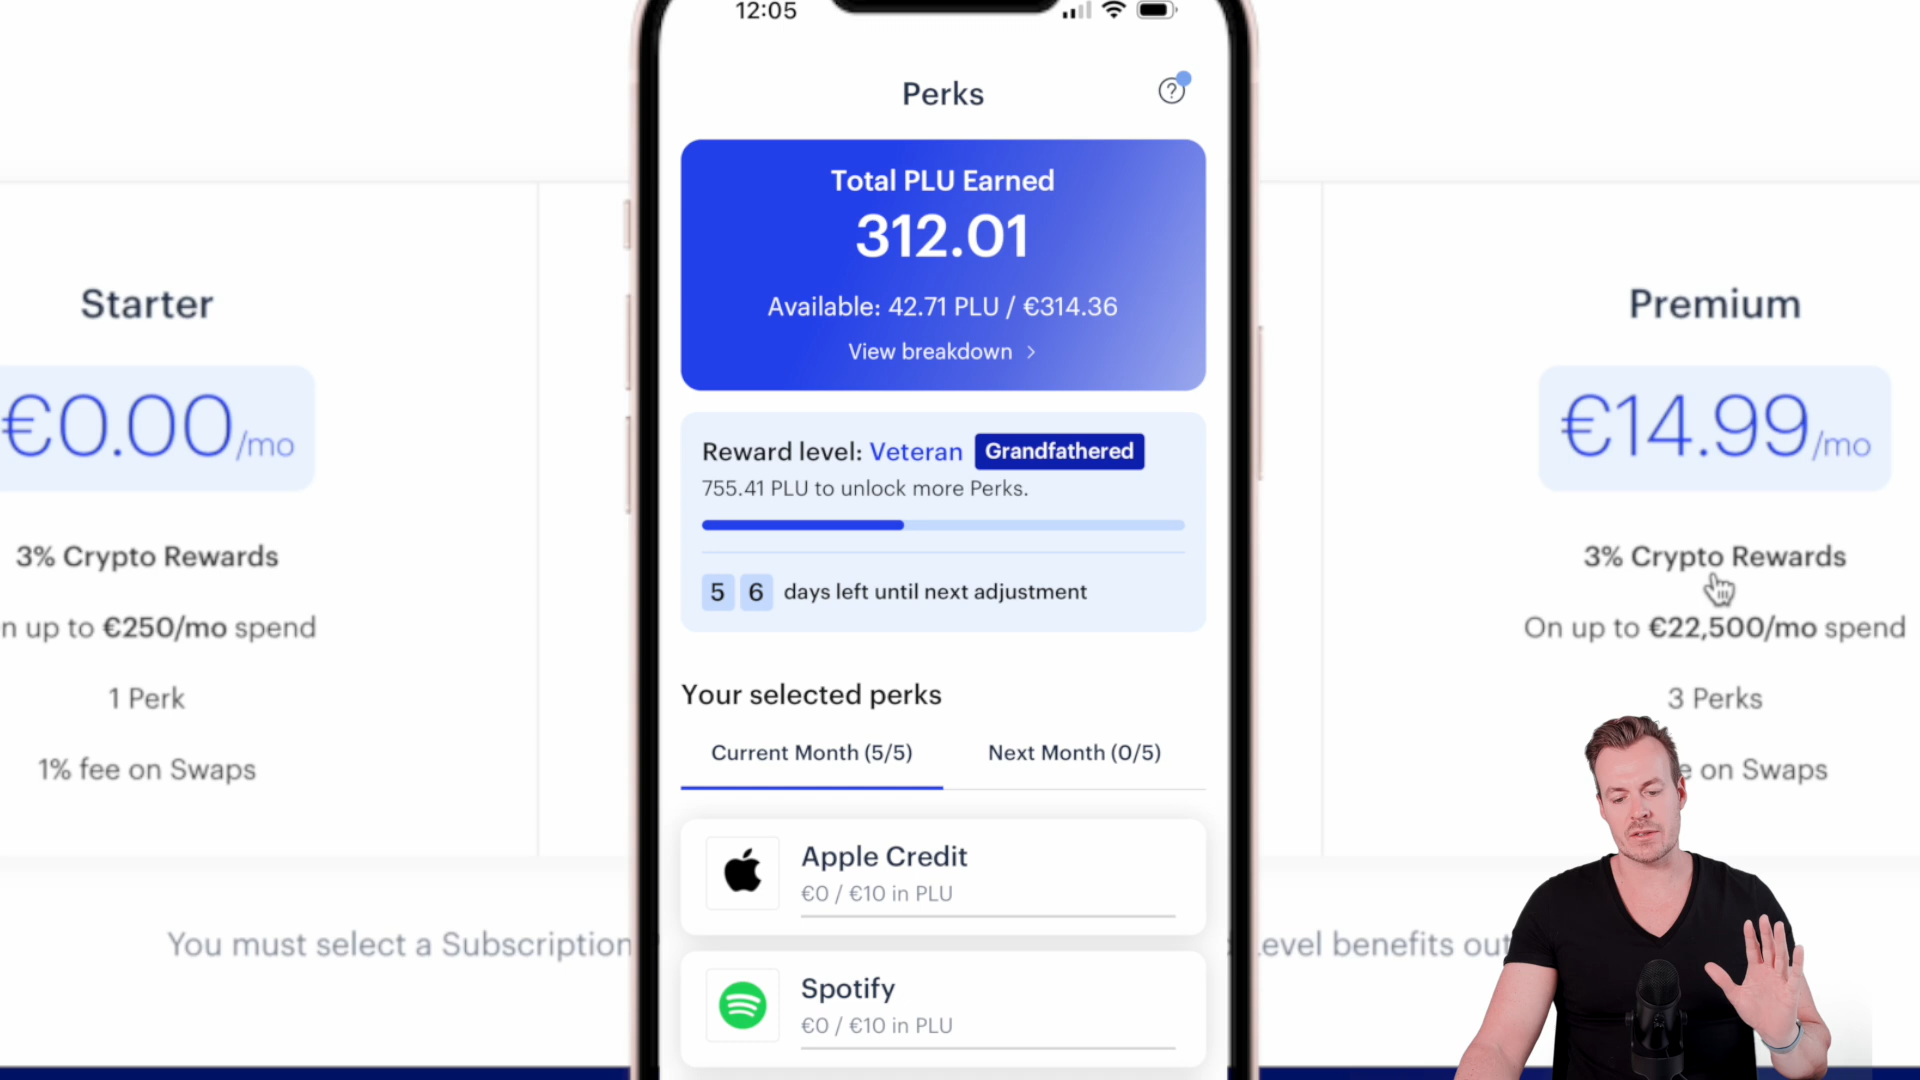 12:05
Perks
Total PLU Earned
312.01
Available: 42.71 PLU / €314.36
View breakdown
Reward level: Veteran Grandfathered
755.41 PLU to unlock more Perks.
5 6 days left until next adjustment
Your selected perks
Current Month (5/5) Next Month (0/5)
Apple Credit
€0 / €10 in PLU
Spotify
€0 / €10 in PLU
Starter
€0.00/mo
3% Crypto Rewards
up to €250/mo spend
1 Perk
1% fee on Swaps
Premium
€14.99/mo
3% Crypto Rewards
On up to €22,500/mo spend
3 Perks
on Swaps
You must select a Subscription
benefits